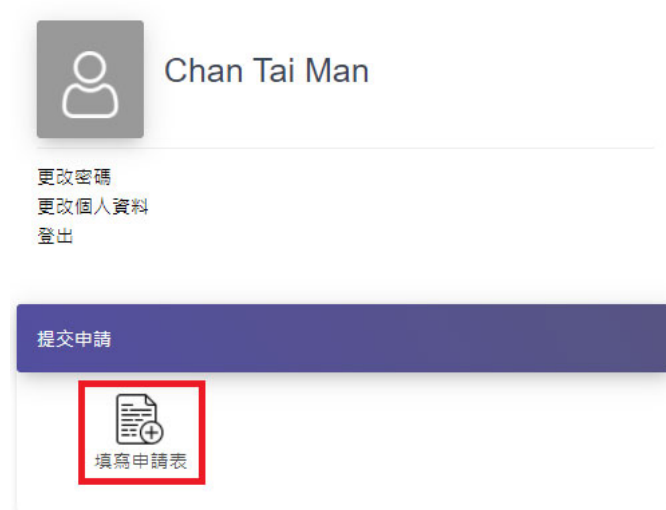 Chan Tai Man
更改密碼
更改個人資料
登出
提交申請
填寫申請表